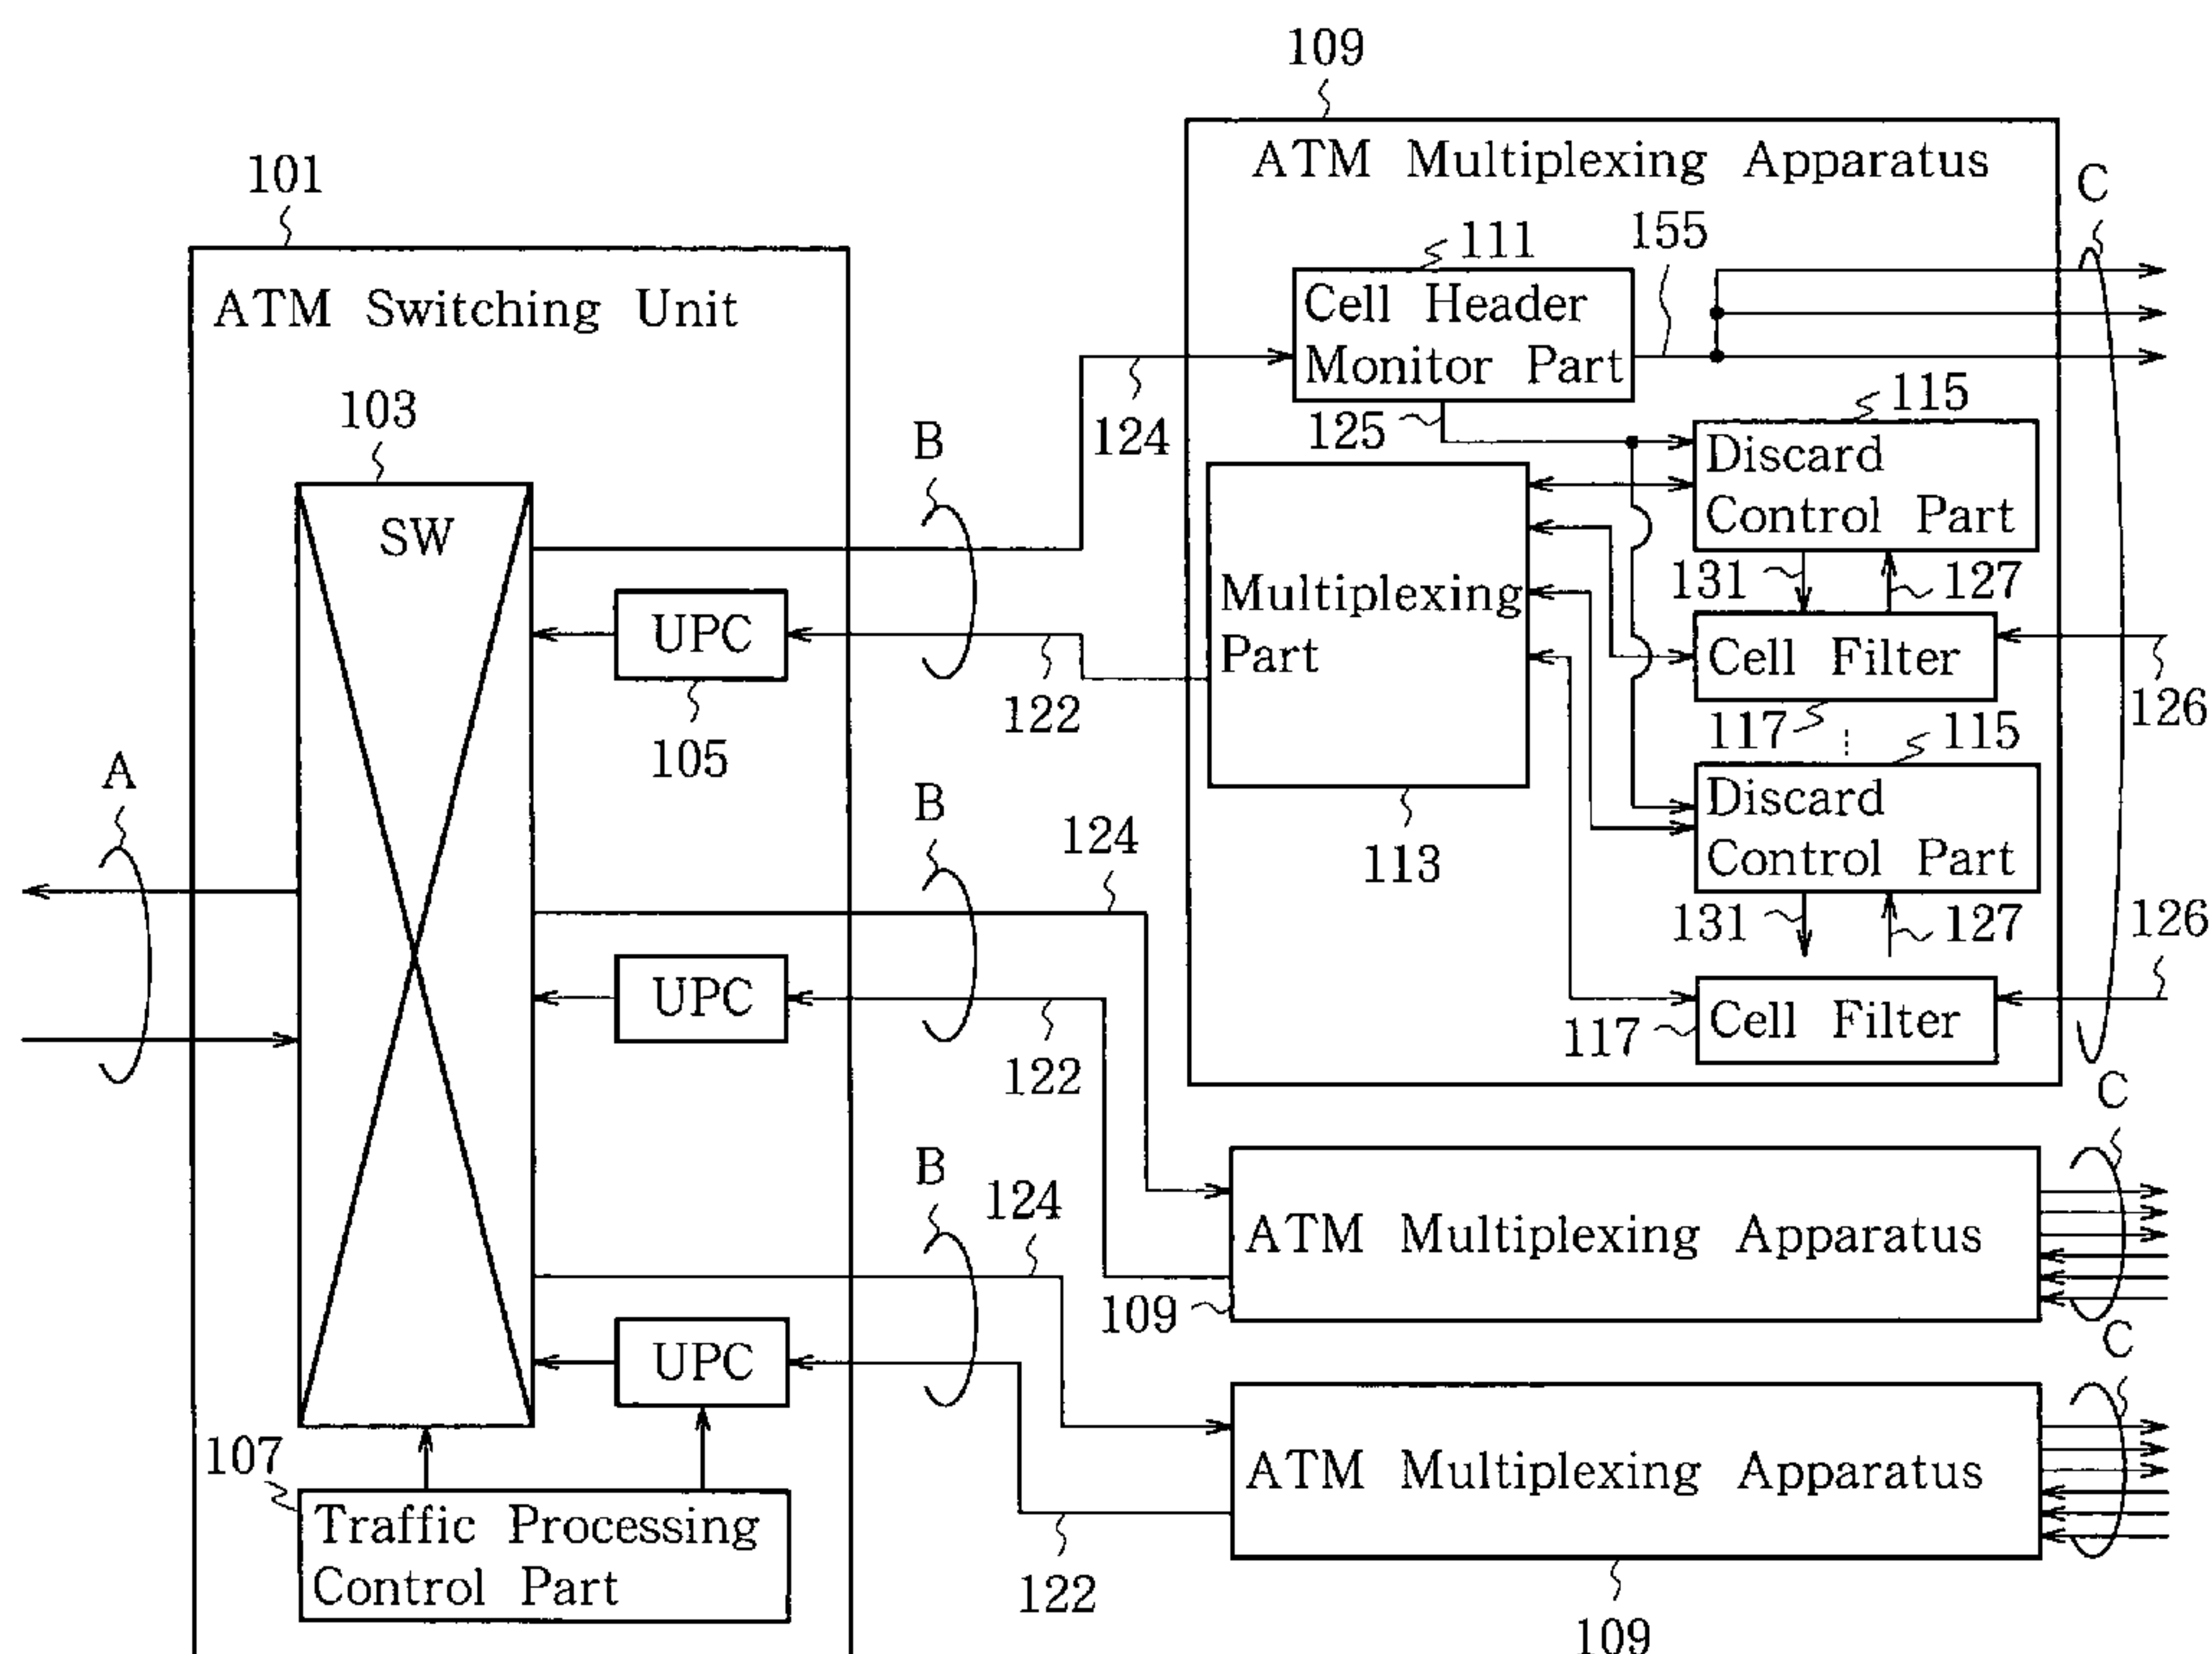 109
ATM Multiplexing Apparatus
101
C
111
155
ATM Switching Unit
Cell Header
Monitor Part
103
124
125
115
B
SW
Discard
Control Part
131
127
UPC
Multiplexing
Part
Cell Filter
126
122
117
115
105
A
B
Discard
Control Part
124
113
126
131
127
UPC
Cell Filter
117
122
C
B
124
ATM Multiplexing Apparatus
109
C
UPC
107
ATM Multiplexing Apparatus
Traffic Processing
Control Part
122
109